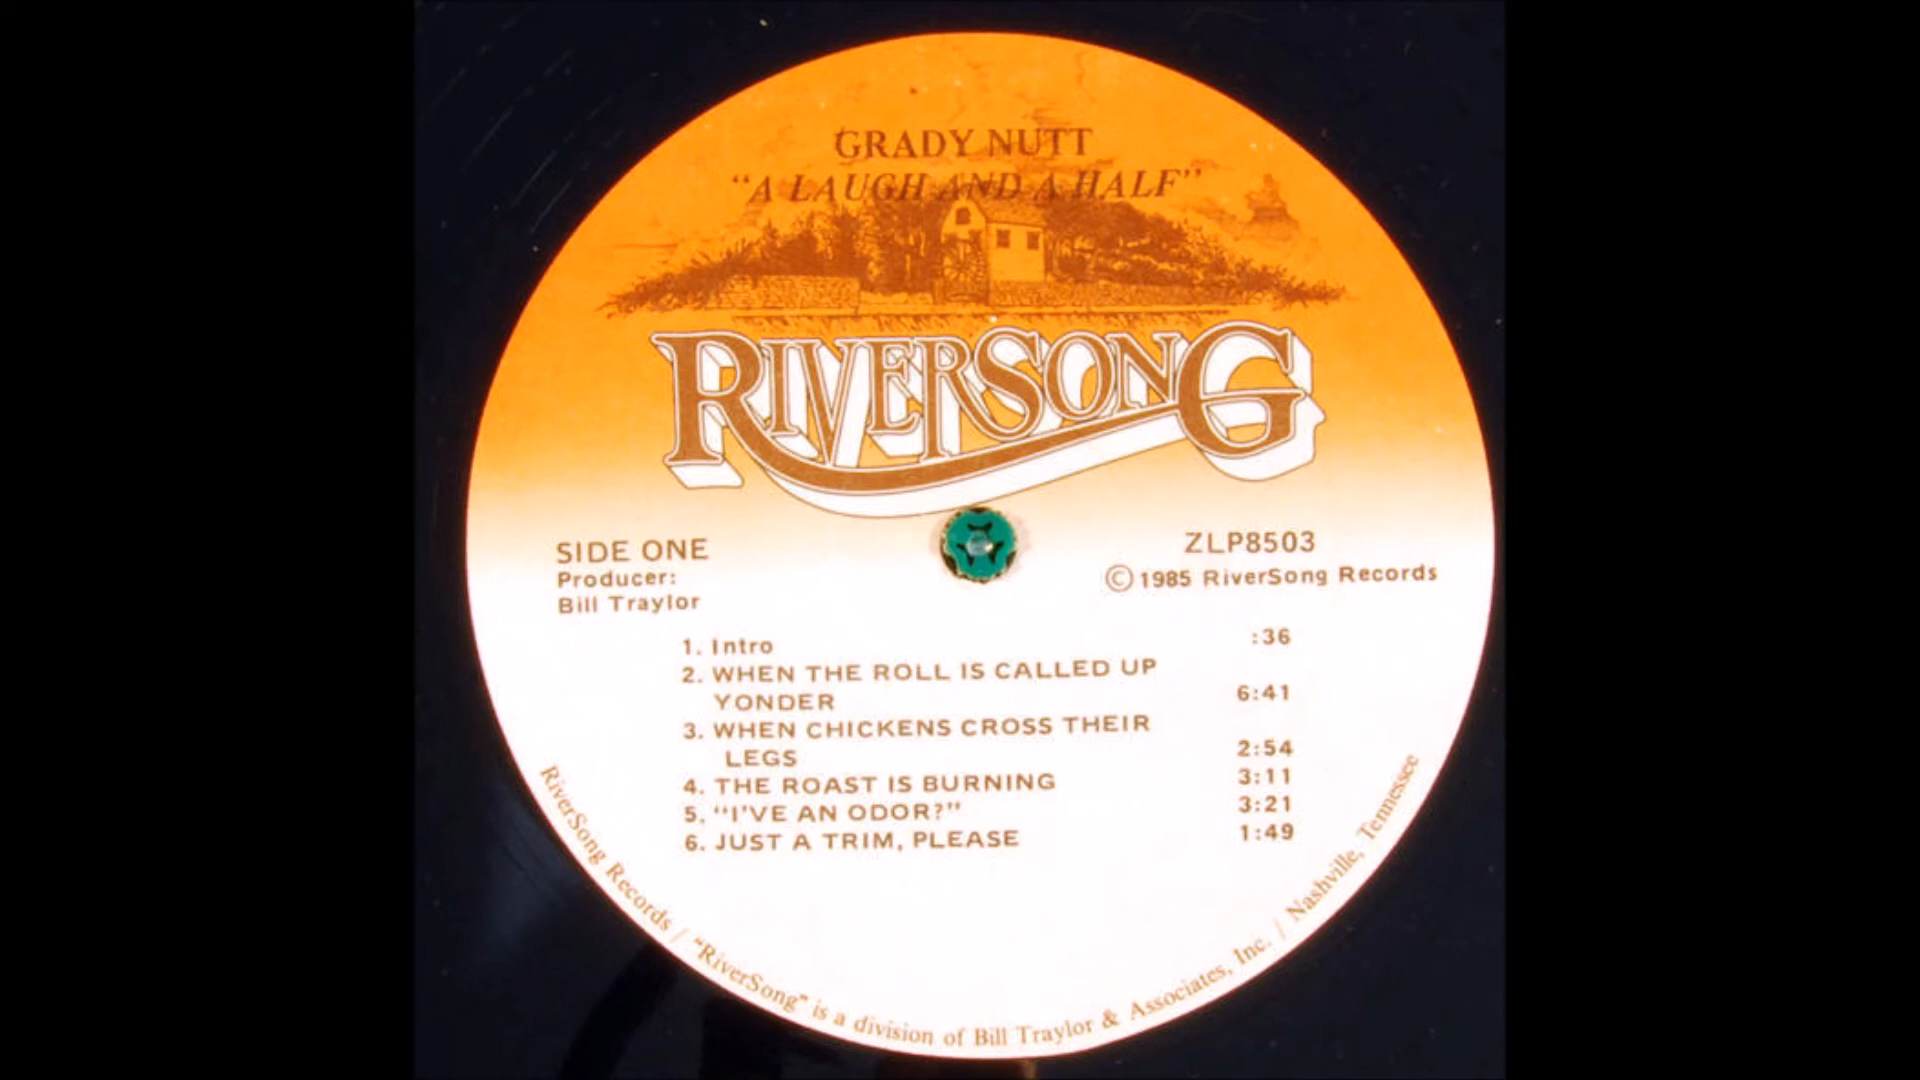 GRADY NUTT
"A LAUGH AND A HALF"
RIVERSONG
SIDE ONE
Producer:
Bill Traylor
ZLP8503
©1985 RiverSong Records
1. Intro :36
2. WHEN THE ROLL IS CALLED UP
YONDER 6:41
3. WHEN CHICKENS CROSS THEIR
LEGS 2:54
4. THE ROAST IS BURNING 3:11
5. "I'VE AN ODOR?" 3:21
6. JUST A TRIM, PLEASE 1:49
RiverSong Records / "RiverSong" is a division of Bill Traylor & Associates, Inc. / Nashville, Tennessee